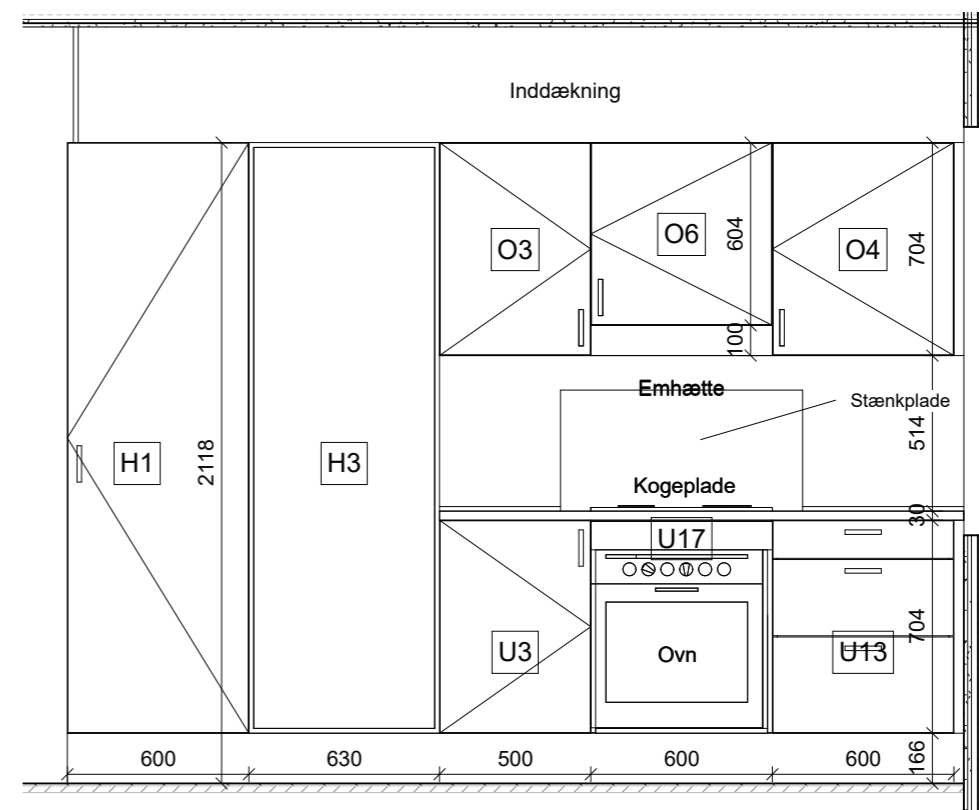 Inddækning
O3
O6
O4
604
704
100
Emhætte
Stænkplade
H1
2118
H3
514
Kogeplade
30
U17
U3
Ovn
704
U13
600
630
500
600
600
166